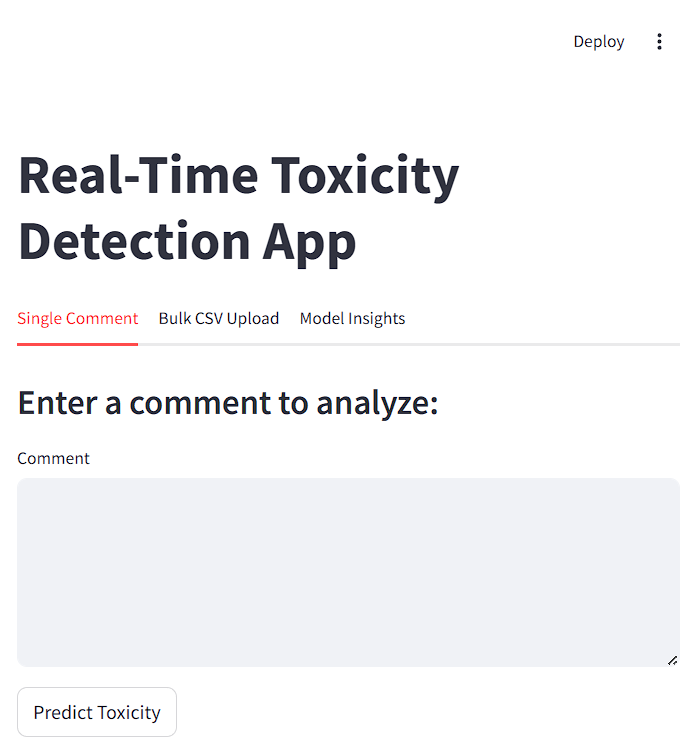 Deploy
Real-Time Toxicity
Detection App
Single Comment Bulk CSV Upload Model Insights
Enter a comment to analyze:
Comment
Predict Toxicity